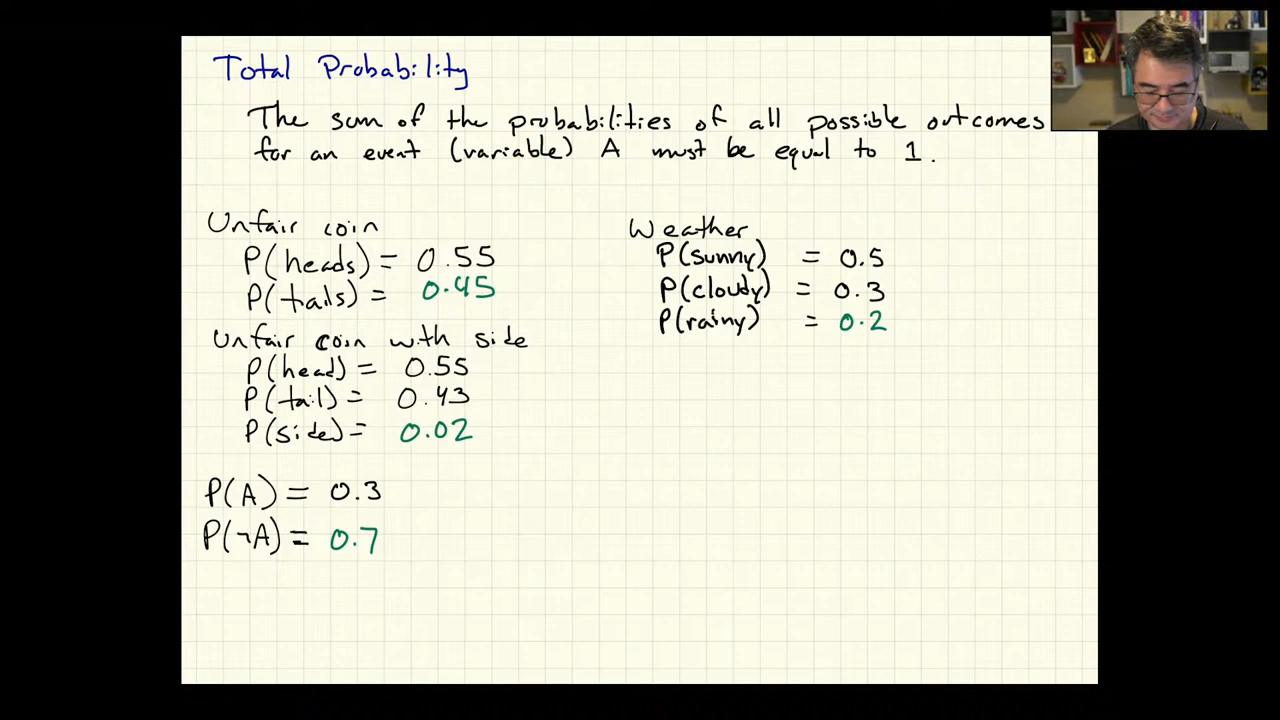 Total Probability
The sum of the probabilities of all possible outcomes
for an event (variable) A must be equal to 1.
Unfair coin
P(heads) = 0.55
P(tails) = 0.45
Unfair coin with side
P(head) = 0.55
P(tail) = 0.43
P(side) = 0.02
P(A) = 0.3
P(¬A) = 0.7
Weather
P(sunny) = 0.5
P(cloudy) = 0.3
P(rainy) = 0.2